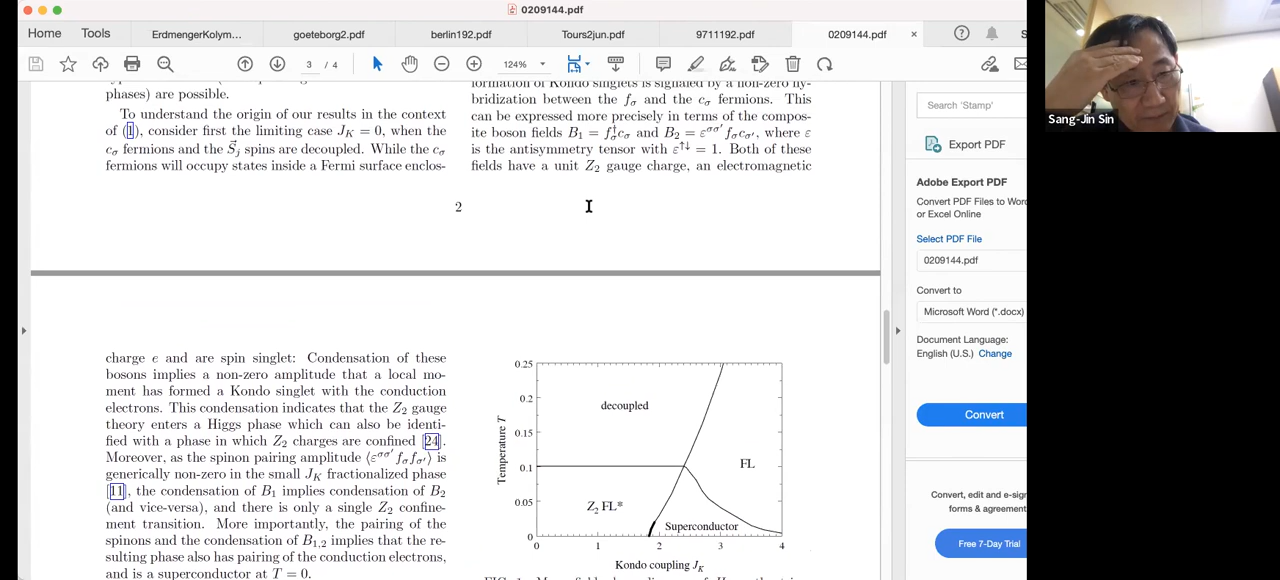 0209144.pdf
Home Tools ErdmengerKolym... goeteborg2.pdf berlin192.pdf Tours2jun.pdf 9711192.pdf 0209144.pdf ×
3 / 4 124%
Search 'Stamp'
Export PDF
Adobe Export PDF
Convert PDF Files to Word
or Excel Online
Select PDF File
0209144.pdf
Convert to
Microsoft Word (*.docx)
Document Language:
English (U.S.) Change
Convert
Convert, edit and e-sign
forms & agreements
Free 7-Day Trial
Sang-Jin Sin
phases) are possible.
To understand the origin of our results in the context
of (1), consider first the limiting case J_K = 0, when the
c_σ fermions and the S⃗_j spins are decoupled. While the c_σ
fermions will occupy states inside a Fermi surface enclos-
formation of Kondo singlets is signaled by a non-zero hy-
bridization between the f_σ and the c_σ fermions. This
can be expressed more precisely in terms of the compos-
ite boson fields B_1 = f_σ^† c_σ and B_2 = ε^{σσ'} f_σ c_σ', where ε
is the antisymmetry tensor with ε^{↑↓} = 1. Both of these
fields have a unit Z_2 gauge charge, an electromagnetic
2
charge e and are spin singlet: Condensation of these
bosons implies a non-zero amplitude that a local mo-
ment has formed a Kondo singlet with the conduction
electrons. This condensation indicates that the Z_2 gauge
theory enters a Higgs phase which can also be identi-
fied with a phase in which Z_2 charges are confined [24].
Moreover, as the spinon pairing amplitude ⟨ε^{σσ'} f_σ f_σ'⟩ is
generically non-zero in the small J_K fractionalized phase
[11], the condensation of B_1 implies condensation of B_2
(and vice-versa), and there is only a single Z_2 confine-
ment transition. More importantly, the pairing of the
spinons and the condensation of B_{1,2} implies that the re-
sulting phase also has pairing of the conduction electrons,
and is a superconductor at T = 0.
0.25
0.2
0.15
0.1
0.05
0
Temperature T
decoupled
FL
Z_2 FL*
Superconductor
0 1 2 3 4
Kondo coupling J_K